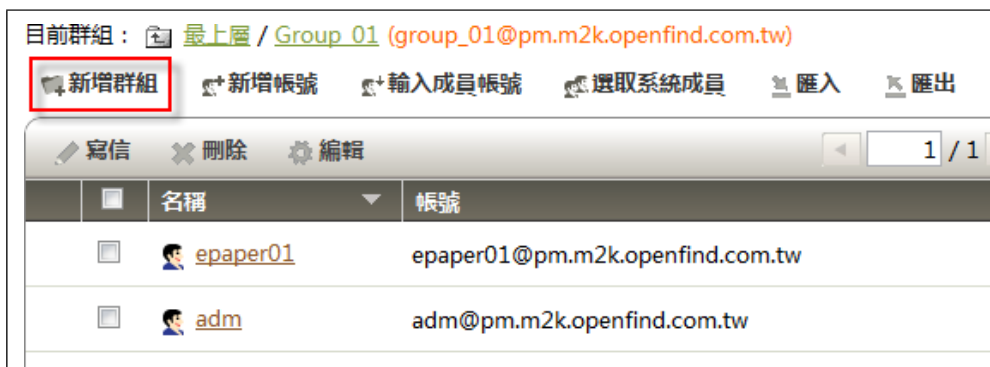 目前群組： 最上層 / Group_01 (group_01@pm.m2k.openfind.com.tw)
新增群組 新增帳號 輸入成員帳號 選取系統成員 匯入 匯出
寫信 刪除 編輯 1 / 1
名稱 帳號
epaper01 epaper01@pm.m2k.openfind.com.tw
adm adm@pm.m2k.openfind.com.tw